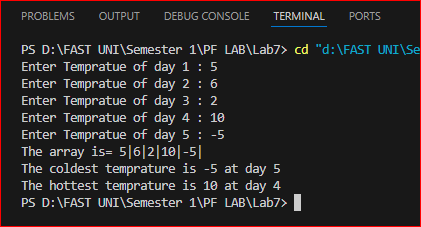 PROBLEMS OUTPUT DEBUG CONSOLE TERMINAL PORTS
PS D:\FAST UNI\Semester 1\PF LAB\Lab7> cd "d:\FAST UNI\Se
Enter Tempratue of day 1 : 5
Enter Tempratue of day 2 : 6
Enter Tempratue of day 3 : 2
Enter Tempratue of day 4 : 10
Enter Tempratue of day 5 : -5
The array is= 5|6|2|10|-5|
The coldest temprature is -5 at day 5
The hottest temprature is 10 at day 4
PS D:\FAST UNI\Semester 1\PF LAB\Lab7>